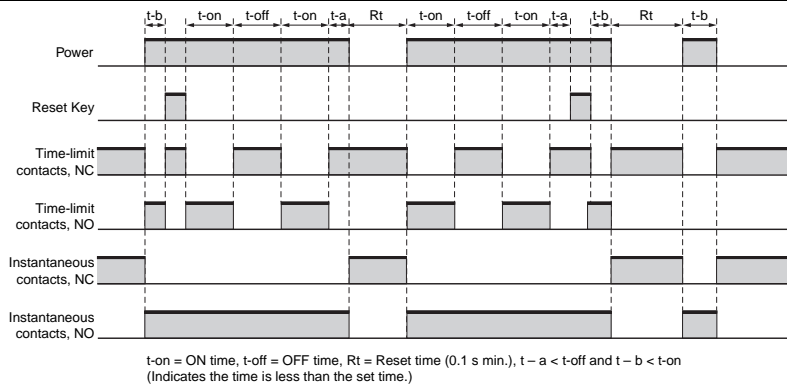 t-b t-on t-off t-on t-a Rt t-on t-off t-on t-a t-b Rt t-b
Power
Reset Key
Time-limit
contacts, NC
Time-limit
contacts, NO
Instantaneous
contacts, NC
Instantaneous
contacts, NO
t-on = ON time, t-off = OFF time, Rt = Reset time (0.1 s min.), t – a < t-off and t – b < t-on
(Indicates the time is less than the set time.)